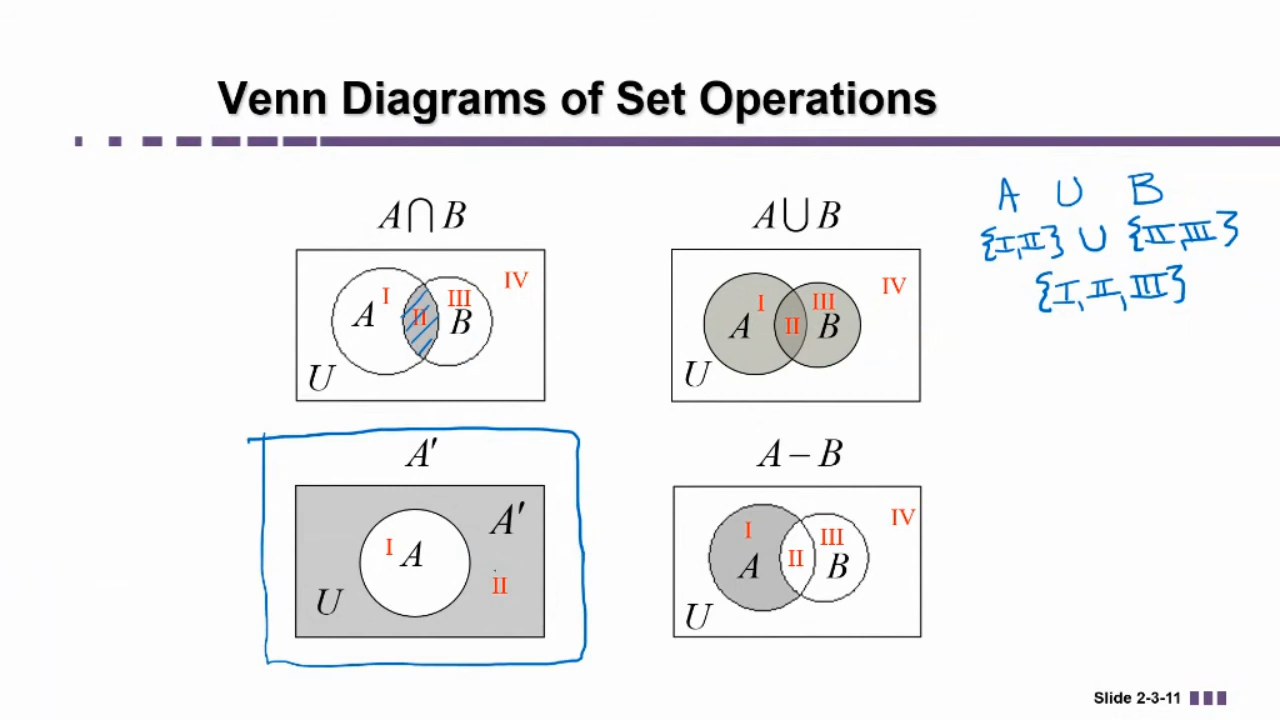 Venn Diagrams of Set Operations
A ∩ B
I
IV
III
A
II
B
U
A ∪ B
I
IV
III
A
II
B
U
A ∪ B
{I,II} ∪ {II,III}
{I,II,III}
A′
A′
I
A
II
U
A – B
I
IV
III
II
A
B
U
Slide 2-3-11